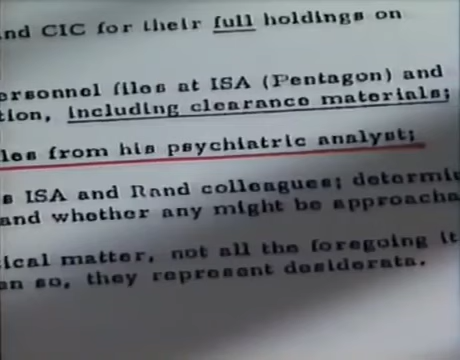 nd CIC for their full holdings on
ersonnel files at ISA (Pentagon) and
tion, including clearance materials;
les from his psychiatric analyst;
s ISA and Rand colleagues; determi
and whether any might be approacha
ical matter, not all the foregoing it
en so, they represent desiderata.